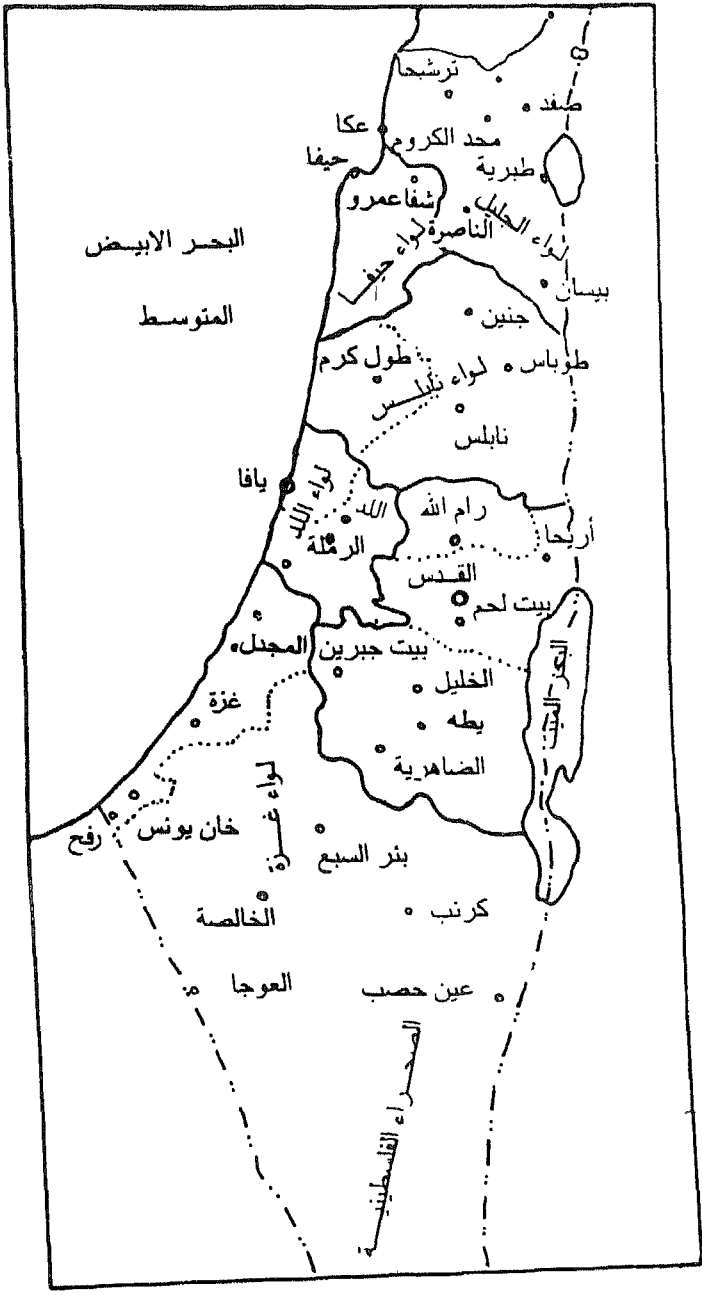 ترشيحا
صفد
عكا
مجد الكروم
حيفا
طبرية
شفاعمرو
لواء الجليل
الناصرة
لواء حيفا
البحر الابيض
المتوسط
بيسان
جنين
طول كرم
طوباس
لواء نابلس
نابلس
يافا
لواء اللد
اللد
رام الله
الرملة
أريحا
القدس
بيت لحم
المجدل
بيت جبرين
البحر الميت
الخليل
غزة
يطه
الضاهرية
لواء غزة
خان يونس
رفح
بئر السبع
الخالصة
كرنب
العوجا
عين حصب
الصحراء الفلسطينية